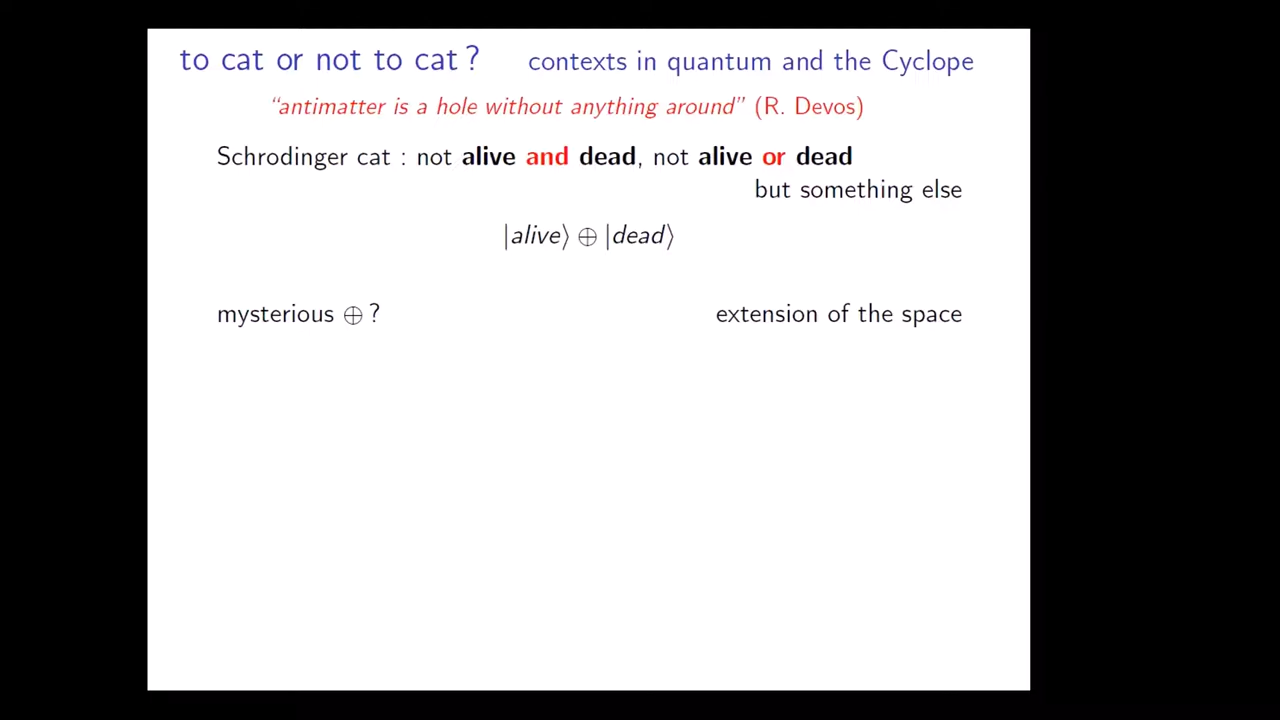 to cat or not to cat ? contexts in quantum and the Cyclope
“antimatter is a hole without anything around” (R. Devos)
Schrodinger cat : not alive and dead, not alive or dead
but something else
|alive⟩ ⊕ |dead⟩
mysterious ⊕ ? extension of the space